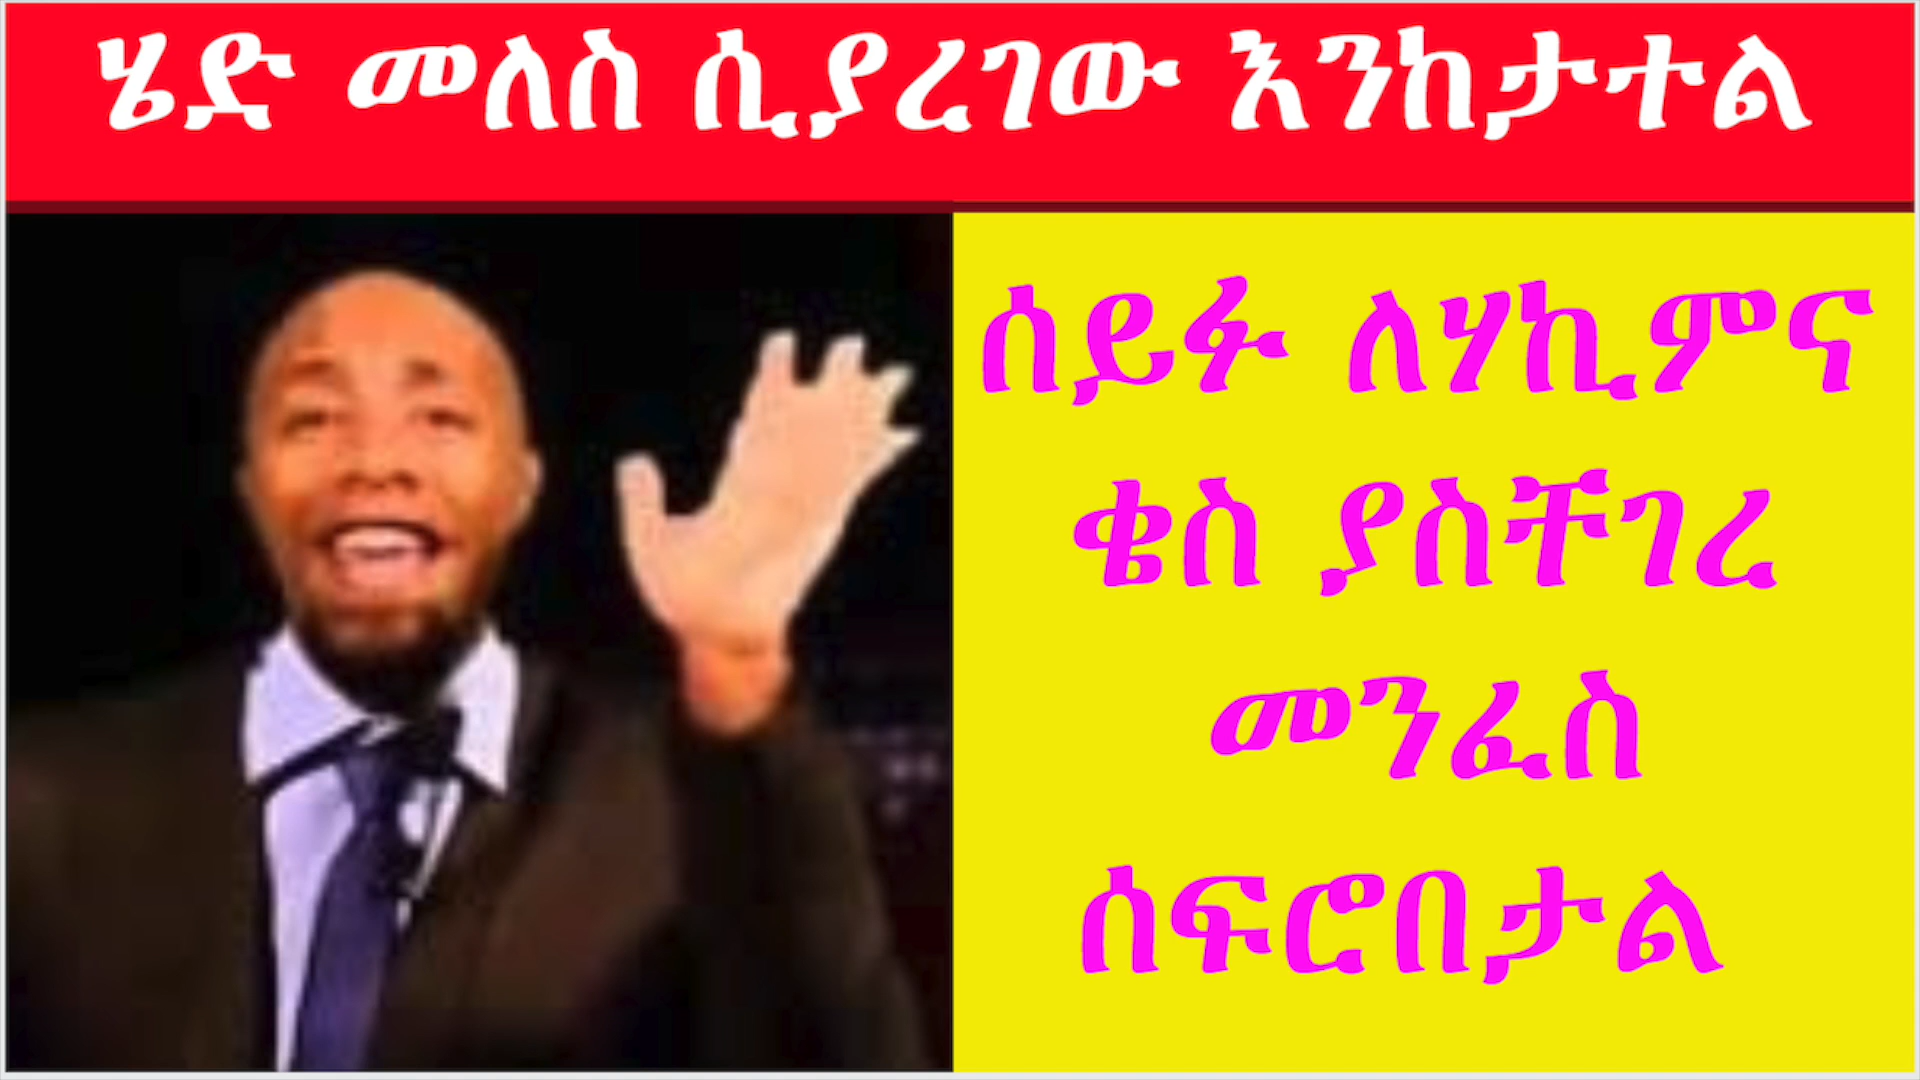 ሄድ መለስ ሲያረገው እንከታተል
ሰይፉ ለሃኪምና
ቄስ ያስቸገረ
መንፈስ
ሰፍሮበታል